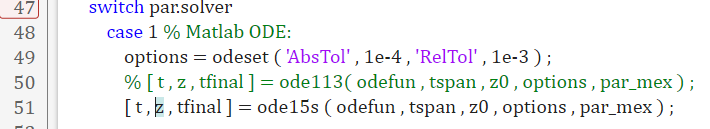 47 switch par.solver
48 case 1 % Matlab ODE:
49 options = odeset ( 'AbsTol' , 1e-4 , 'RelTol' , 1e-3 ) ;
50 % [ t , z , tfinal ] = ode113( odefun , tspan , z0 , options , par_mex ) ;
51 [ t , z , tfinal ] = ode15s ( odefun , tspan , z0 , options , par_mex ) ;